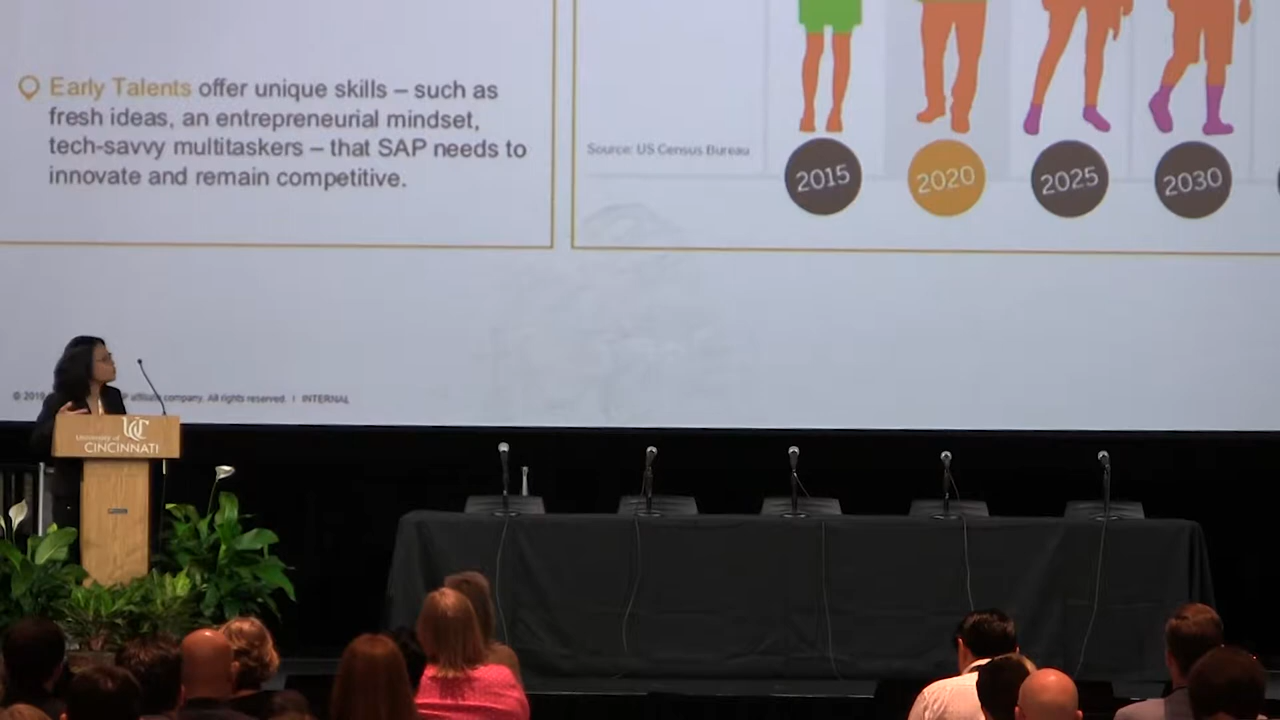 Early Talents offer unique skills – such as
fresh ideas, an entrepreneurial mindset,
tech-savvy multitaskers – that SAP needs to
innovate and remain competitive.
Source: US Census Bureau
2015
2020
2025
2030
© 2019
affiliate company. All rights reserved. I INTERNAL
UC
University of
CINCINNATI